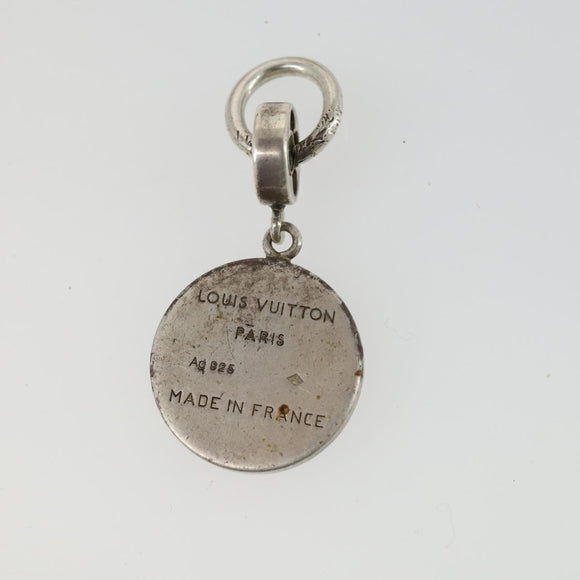 LOUIS VUITTON
PARIS
Ag 925
MADE IN FRANCE